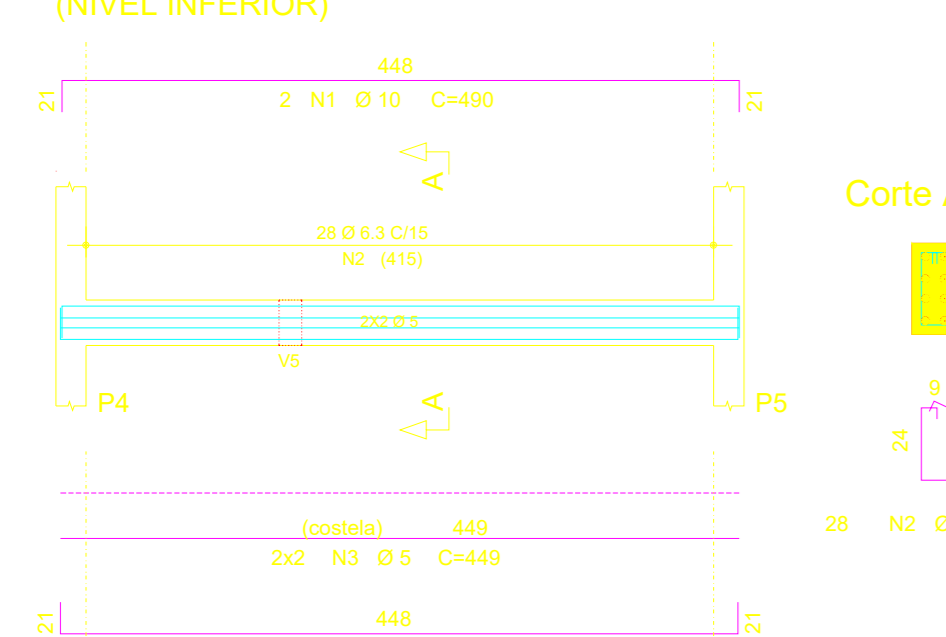 (NÍVEL INFERIOR)
448
21
2 N1 Ø 10 C=490
21
A
Corte
28 Ø 6.3 C/15
N2 (415)
2X2 Ø 5
V5
P4
A
P5
9
24
28 N2 Ø
(costela) 449
2x2 N3 Ø 5 C=449
21
448
21